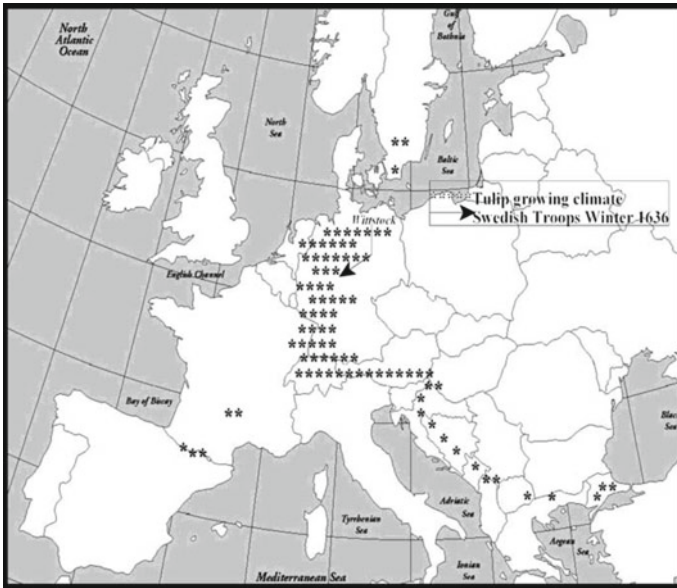 North
Atlantic
Ocean
Gulf
of
Bothnia
North
Sea
Baltic
Sea
Tulip growing climate
Swedish Troops Winter 1636
Wittstock
English Channel
Bay of Biscay
Black
Sea
Adriatic
Sea
Tyrrhenian
Sea
Aegean
Sea
Ionian
Sea
Mediterranean Sea